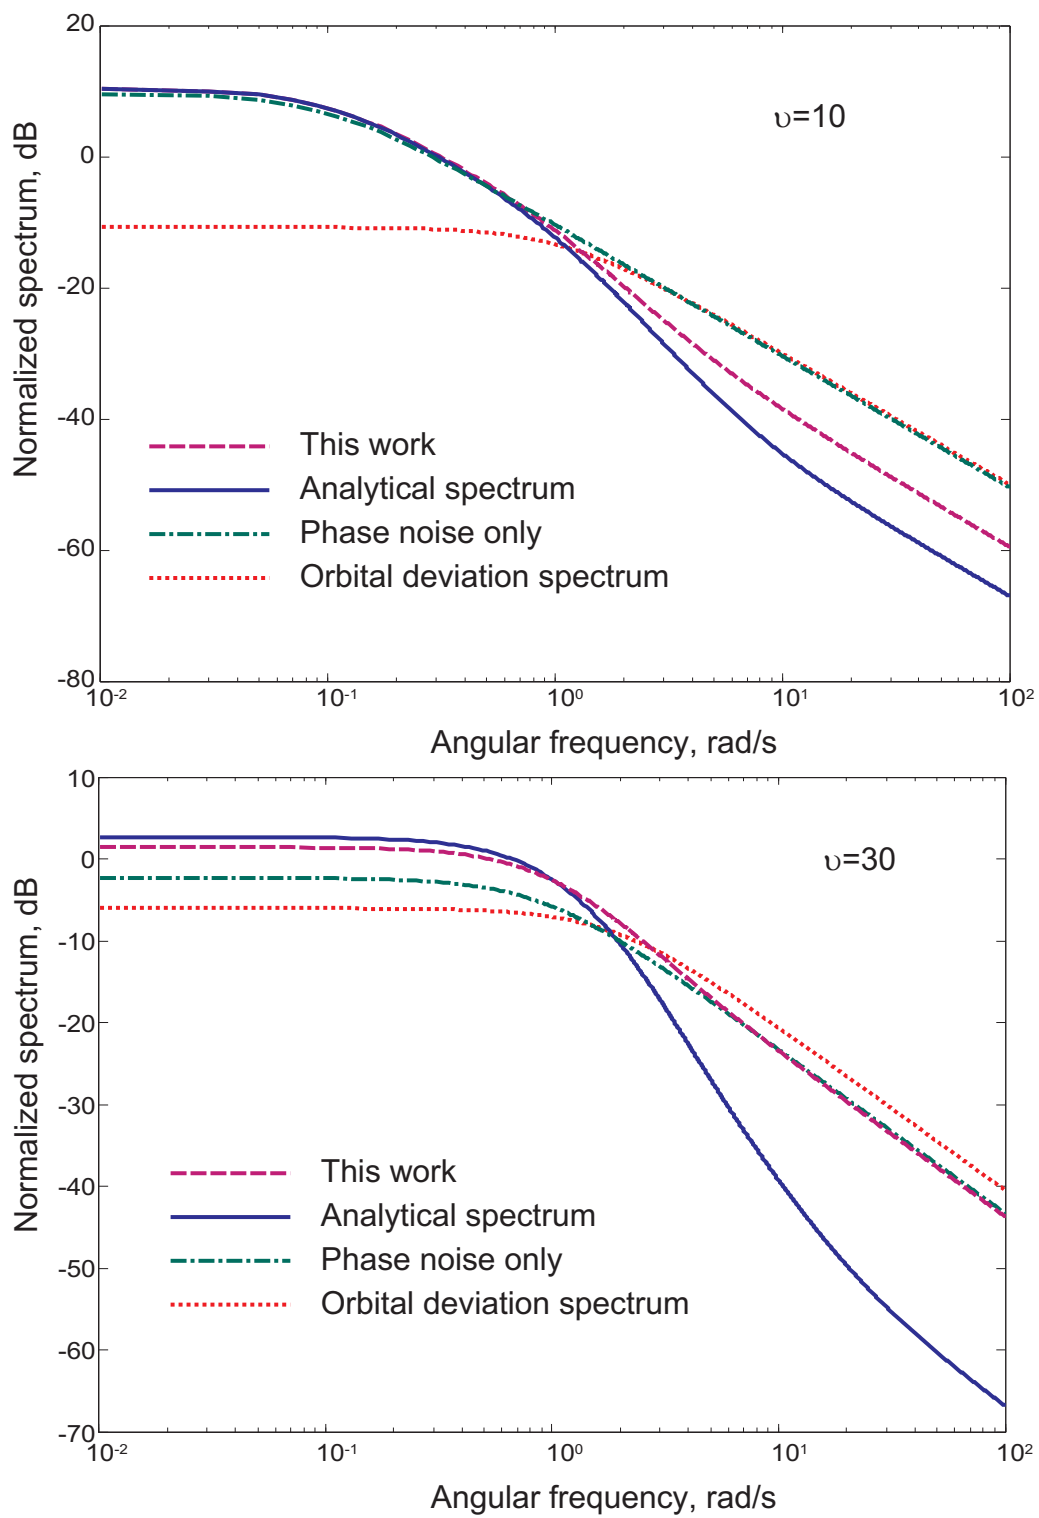 20
0
-20
-40
-60
-80
Normalized spectrum, dB
υ=10
This work
Analytical spectrum
Phase noise only
Orbital deviation spectrum
10-2 10-1 100 101 102
Angular frequency, rad/s
10
0
-10
-20
-30
-40
-50
-60
-70
Normalized spectrum, dB
υ=30
This work
Analytical spectrum
Phase noise only
Orbital deviation spectrum
10-2 10-1 100 101 102
Angular frequency, rad/s